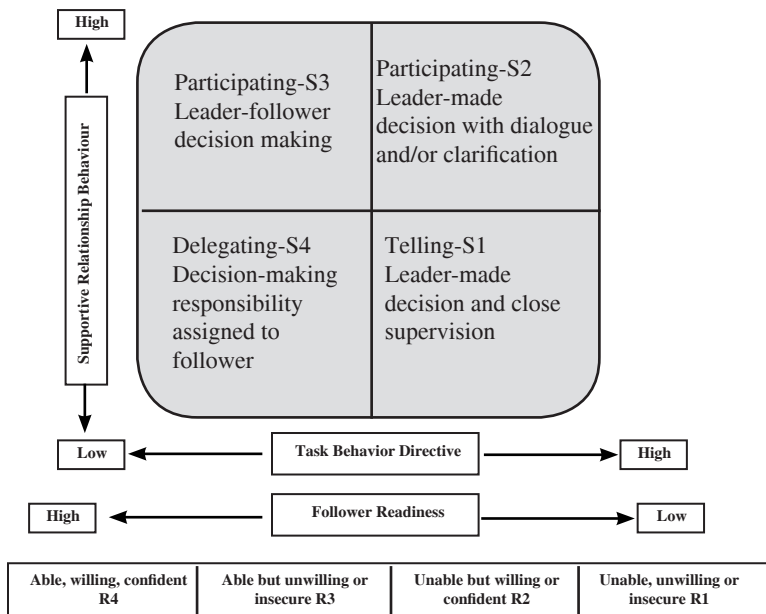 High
Supportive Relationship Behaviour
Participating-S3
Leader-follower
decision making
Participating-S2
Leader-made
decision with dialogue
and/or clarification
Delegating-S4
Decision-making
responsibility
assigned to
follower
Telling-S1
Leader-made
decision and close
supervision
Low
Task Behavior Directive
High
High
Follower Readiness
Low
Able, willing, confident
R4
Able but unwilling or
insecure R3
Unable but willing or
confident R2
Unable, unwilling or
insecure R1